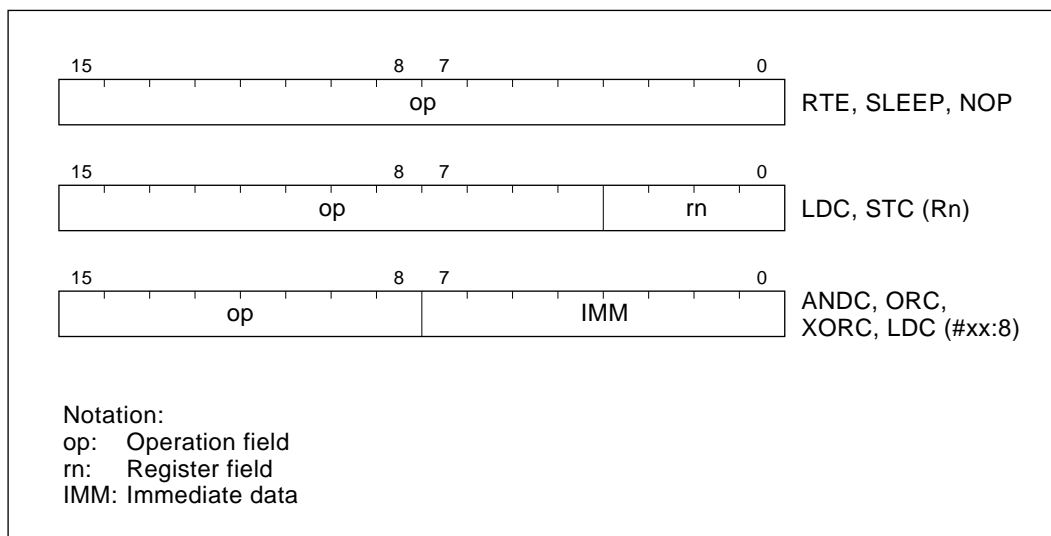 15 8 7 0
op
RTE, SLEEP, NOP
15 8 7 0
op rn
LDC, STC (Rn)
15 8 7 0
op IMM
ANDC, ORC,
XORC, LDC (#xx:8)
Notation:
op: Operation field
rn: Register field
IMM: Immediate data